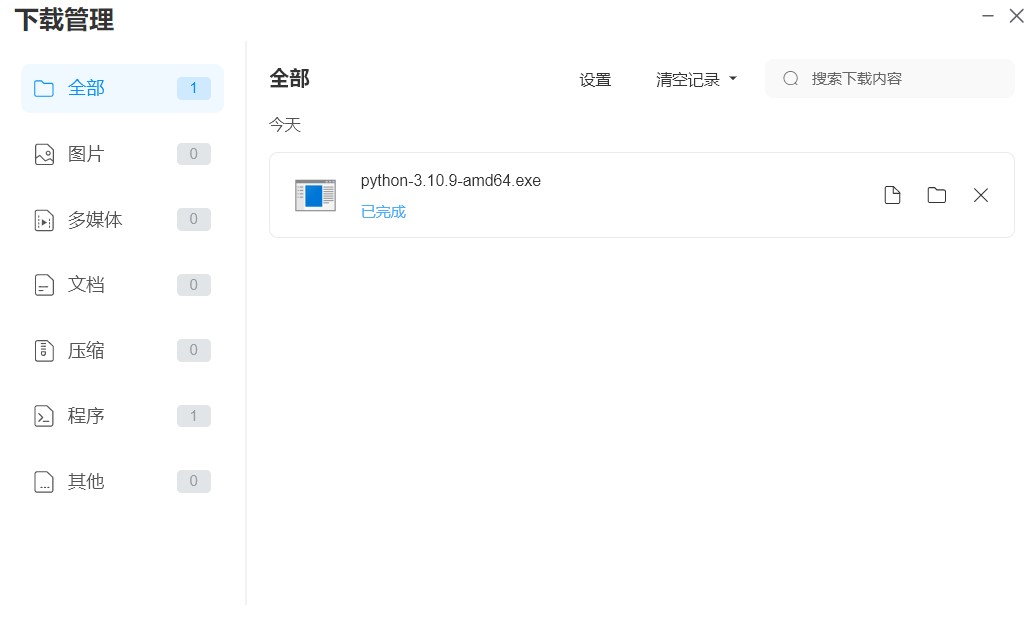 下载管理
全部 1
图片 0
多媒体 0
文档 0
压缩 0
程序 1
其他 0
全部 设置 清空记录 搜索下载内容
今天
python-3.10.9-amd64.exe
已完成